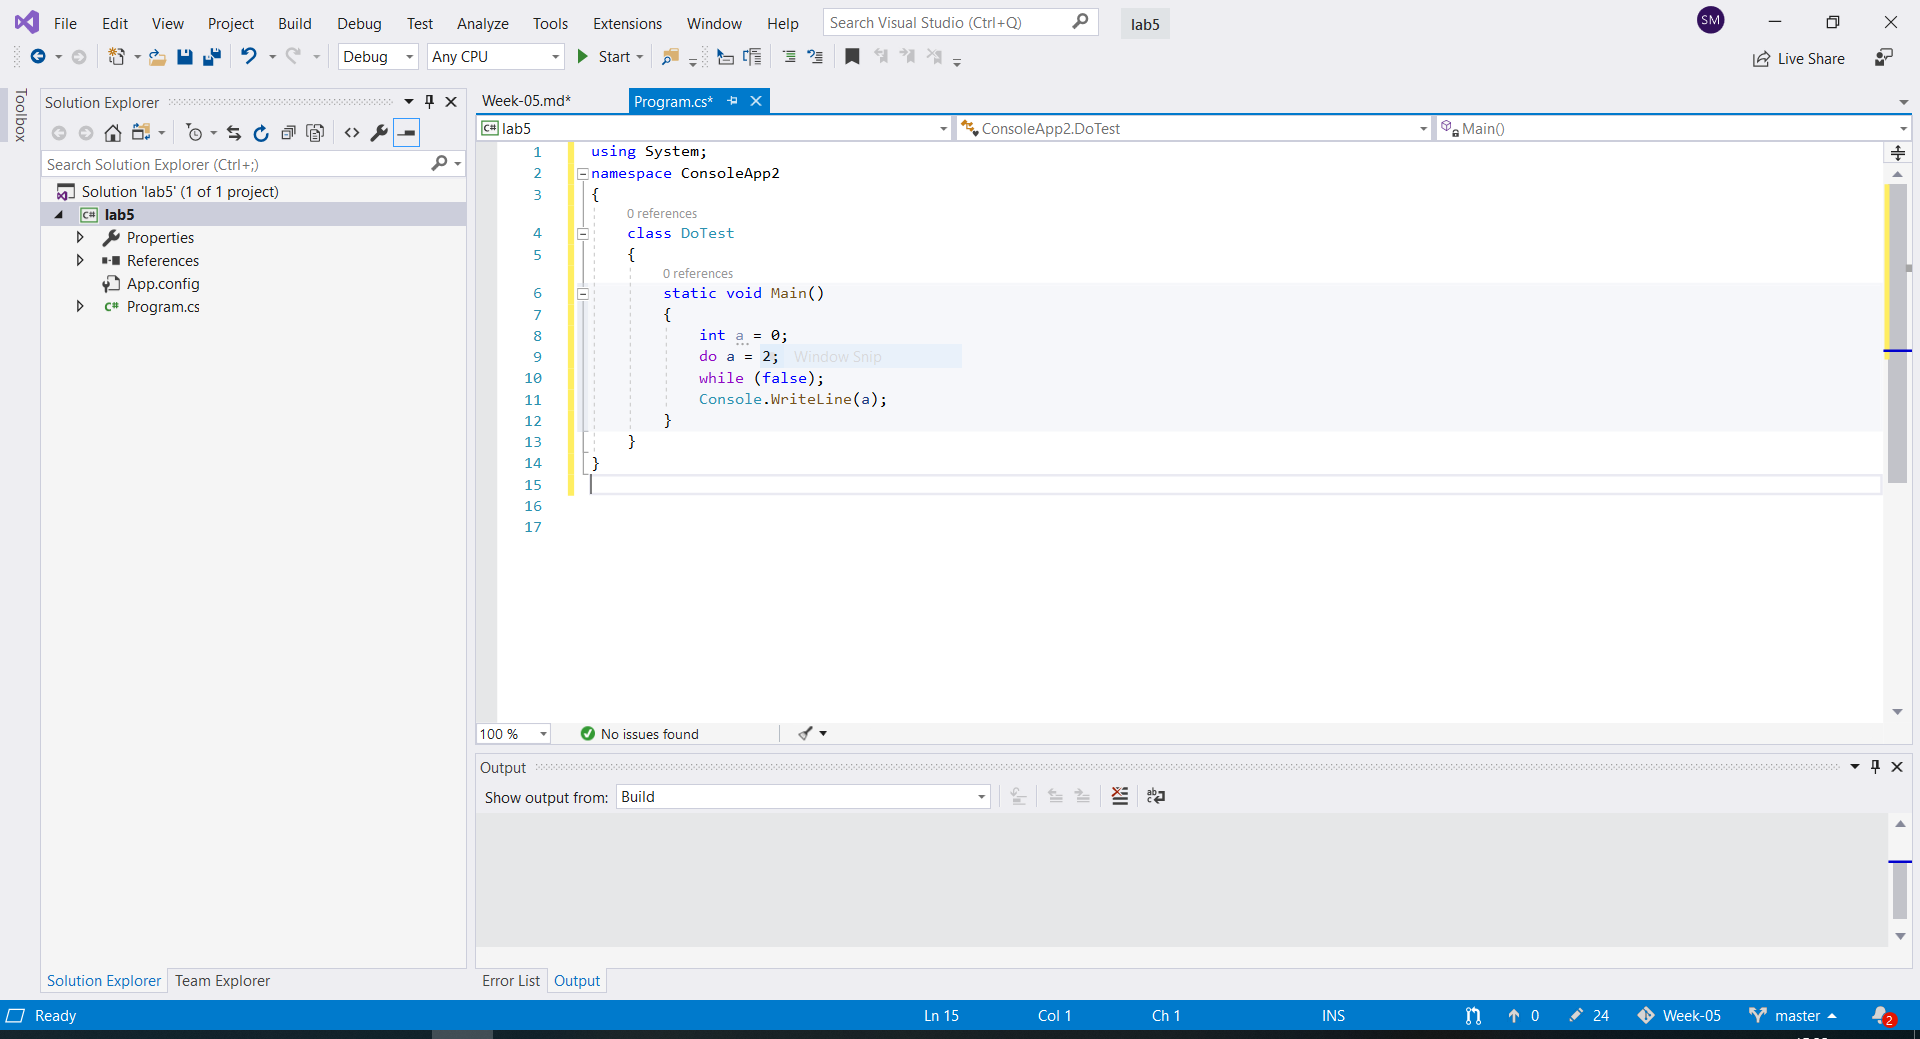 File Edit View Project Build Debug Test Analyze Tools Extensions Window Help Search Visual Studio (Ctrl+Q) lab5 SM
Debug Any CPU Start Live Share
Toolbox
Solution Explorer
Search Solution Explorer (Ctrl+;)
Solution 'lab5' (1 of 1 project)
C# lab5
Properties
References
App.config
C# Program.cs
Solution Explorer Team Explorer
Week-05.md* Program.cs*
C# lab5 ConsoleApp2.DoTest Main()
1 using System;
2 namespace ConsoleApp2
3 {
0 references
4 class DoTest
5 {
0 references
6 static void Main()
7 {
8 int a = 0;
9 do a = 2; Window Snip
10 while (false);
11 Console.WriteLine(a);
12 }
13 }
14 }
15
16
17
100 % No issues found
Output
Show output from: Build
Error List Output
Ready Ln 15 Col 1 Ch 1 INS 0 24 Week-05 master 2